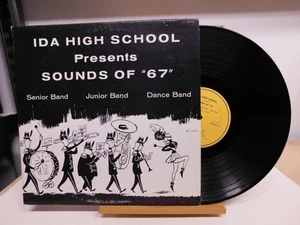 IDA HIGH SCHOOL
Presents
SOUNDS OF "67"
Senior Band Junior Band Dance Band